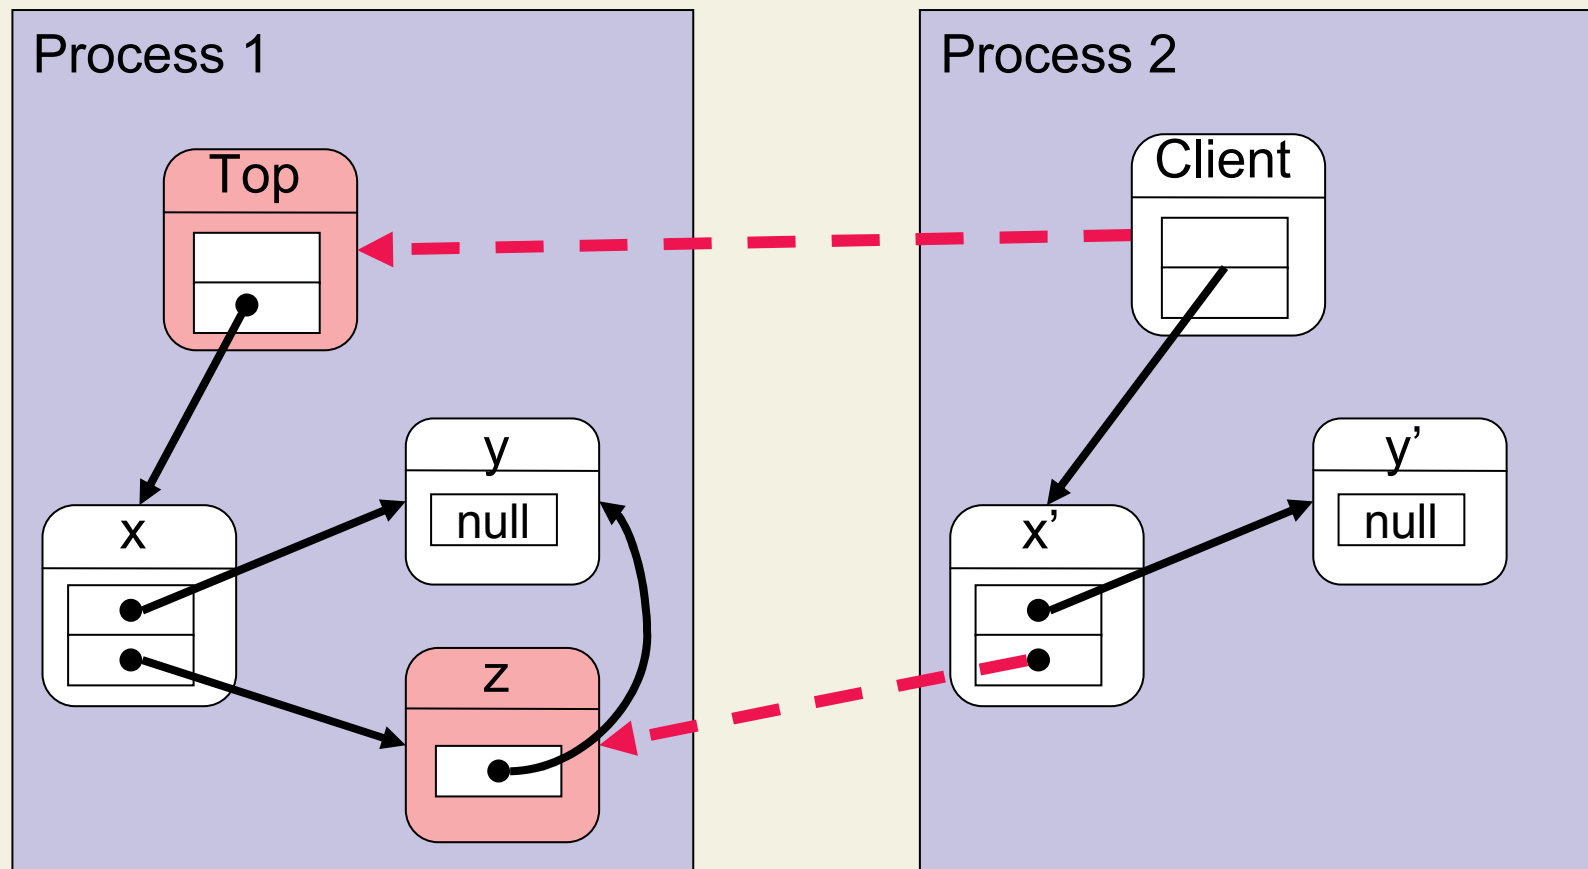 Process 1
Top
x
y
null
z
Process 2
Client
x’
y’
null